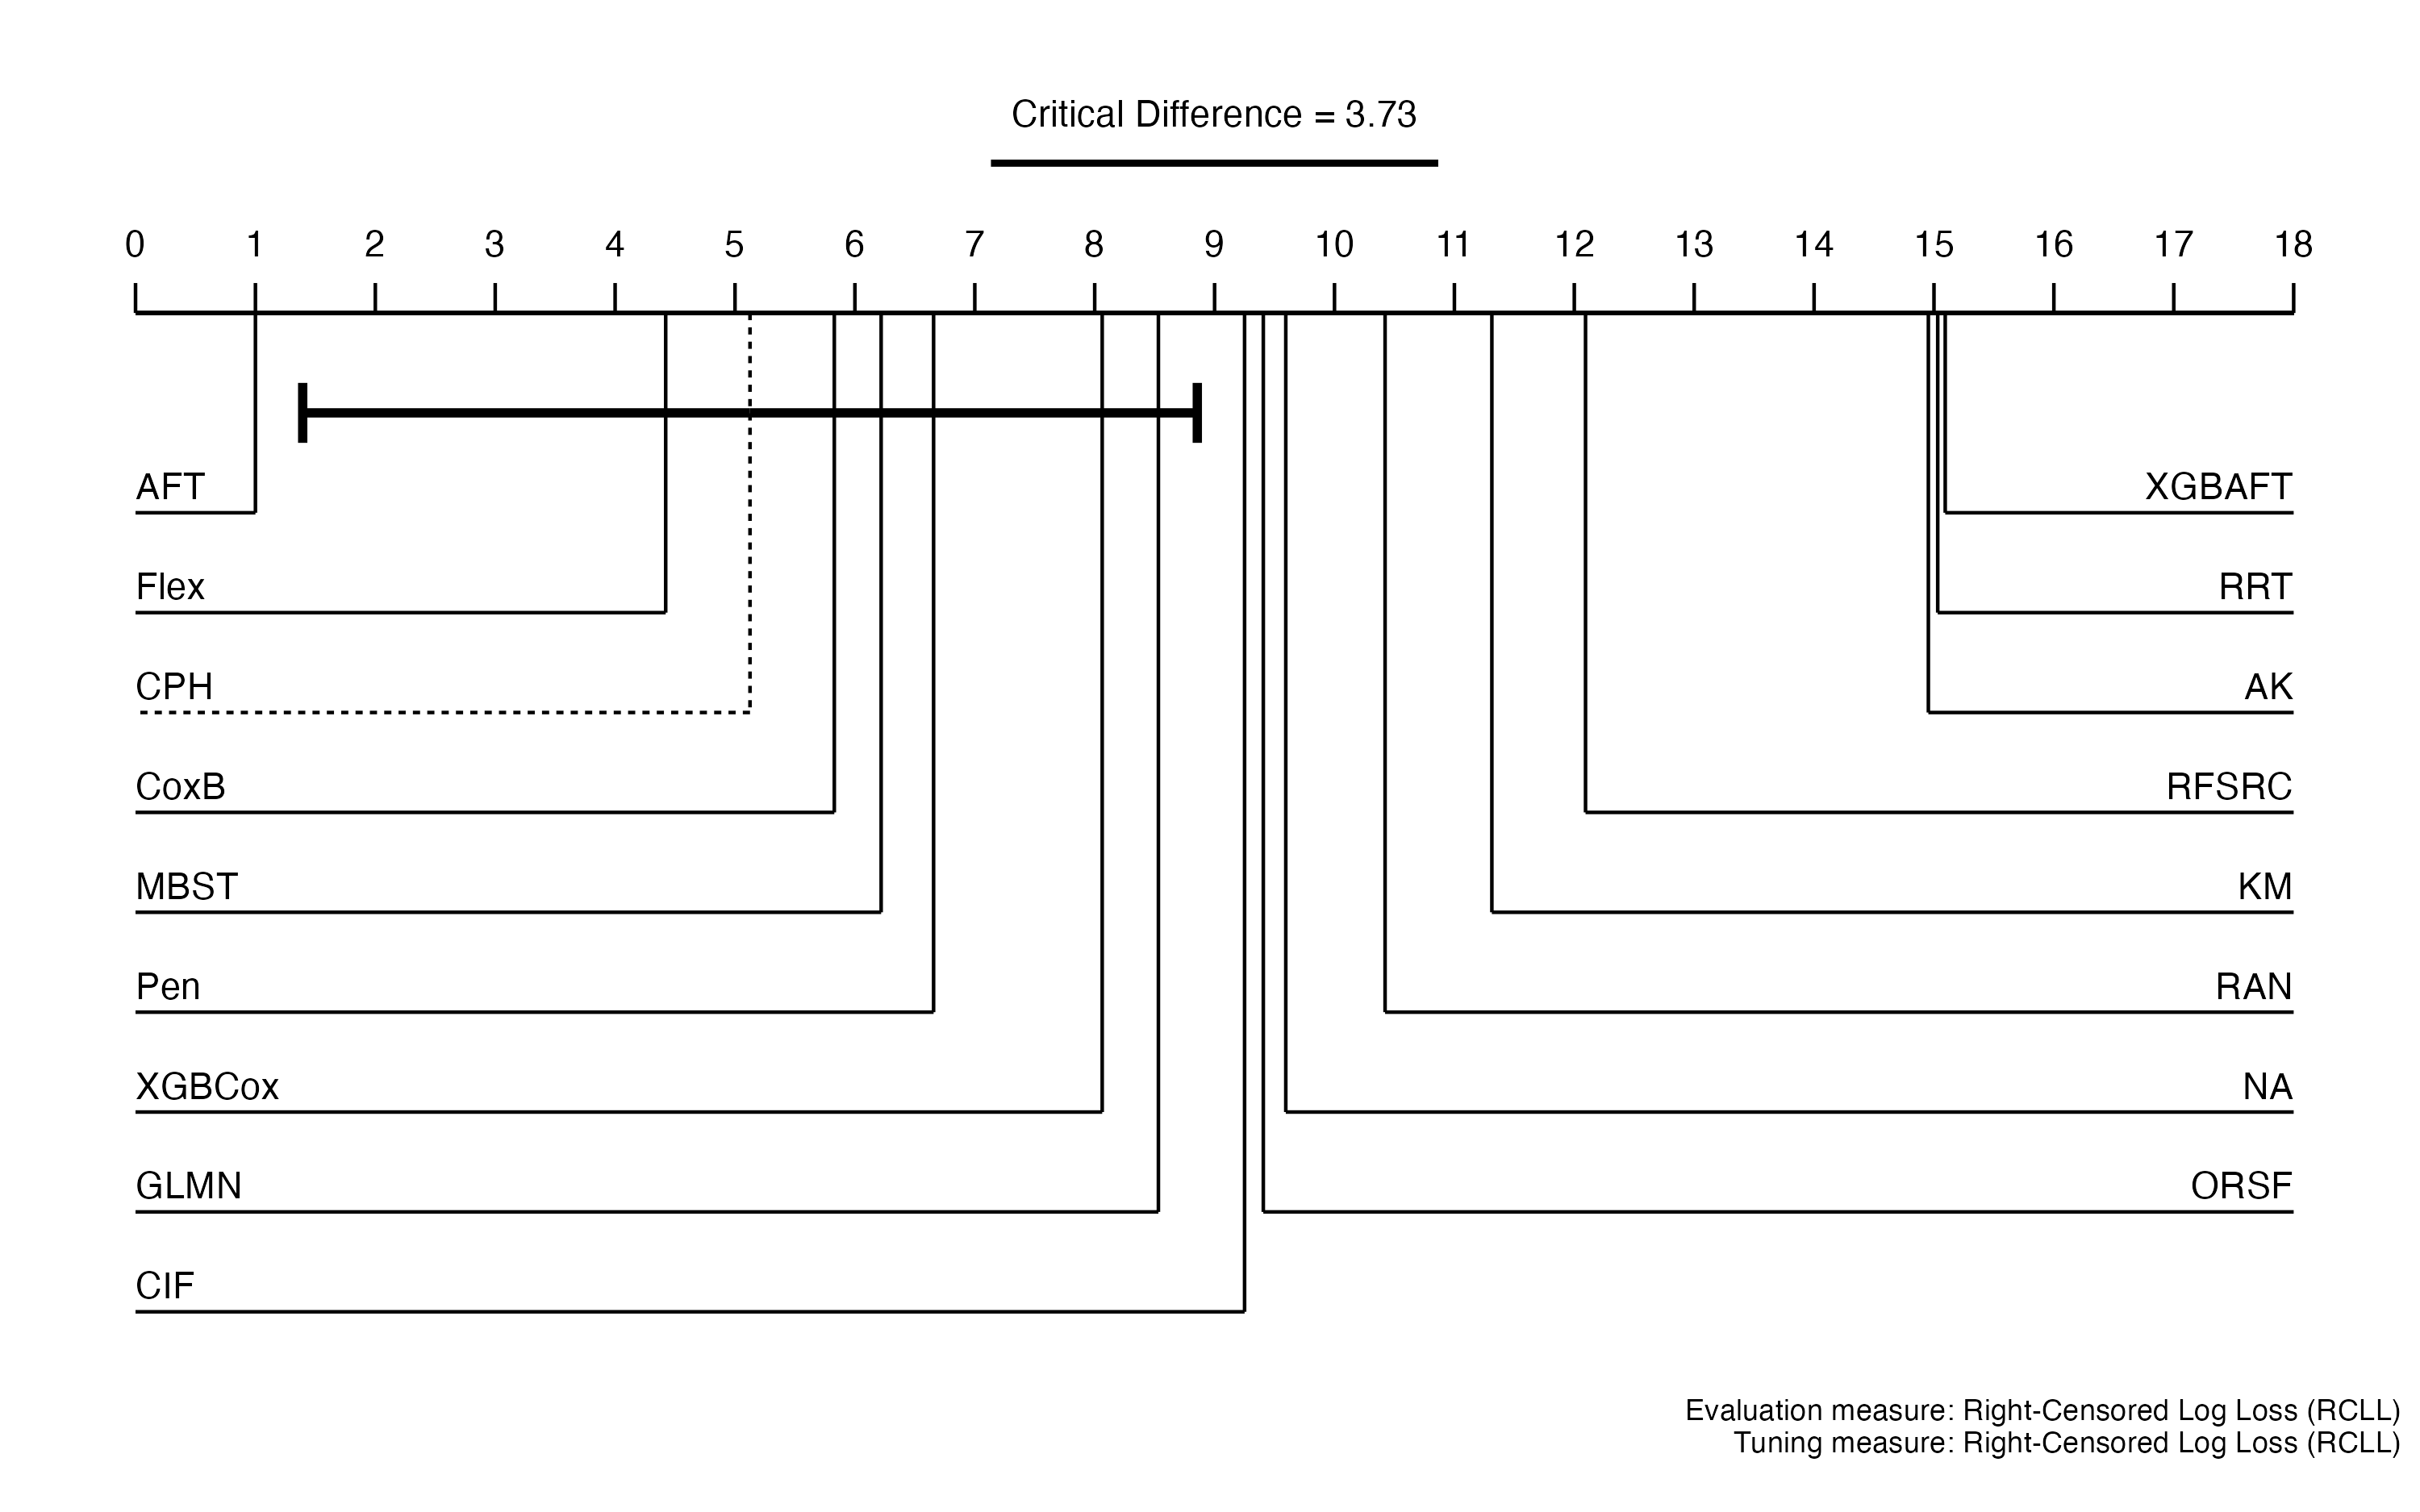 Critical Difference = 3.73
0 1 2 3 4 5 6 7 8 9 10 11 12 13 14 15 16 17 18
AFT XGBAFT
Flex RRT
CPH AK
CoxB RFSRC
MBST KM
Pen RAN
XGBCox NA
GLMN ORSF
CIF
Evaluation measure: Right-Censored Log Loss (RCLL)
Tuning measure: Right-Censored Log Loss (RCLL)